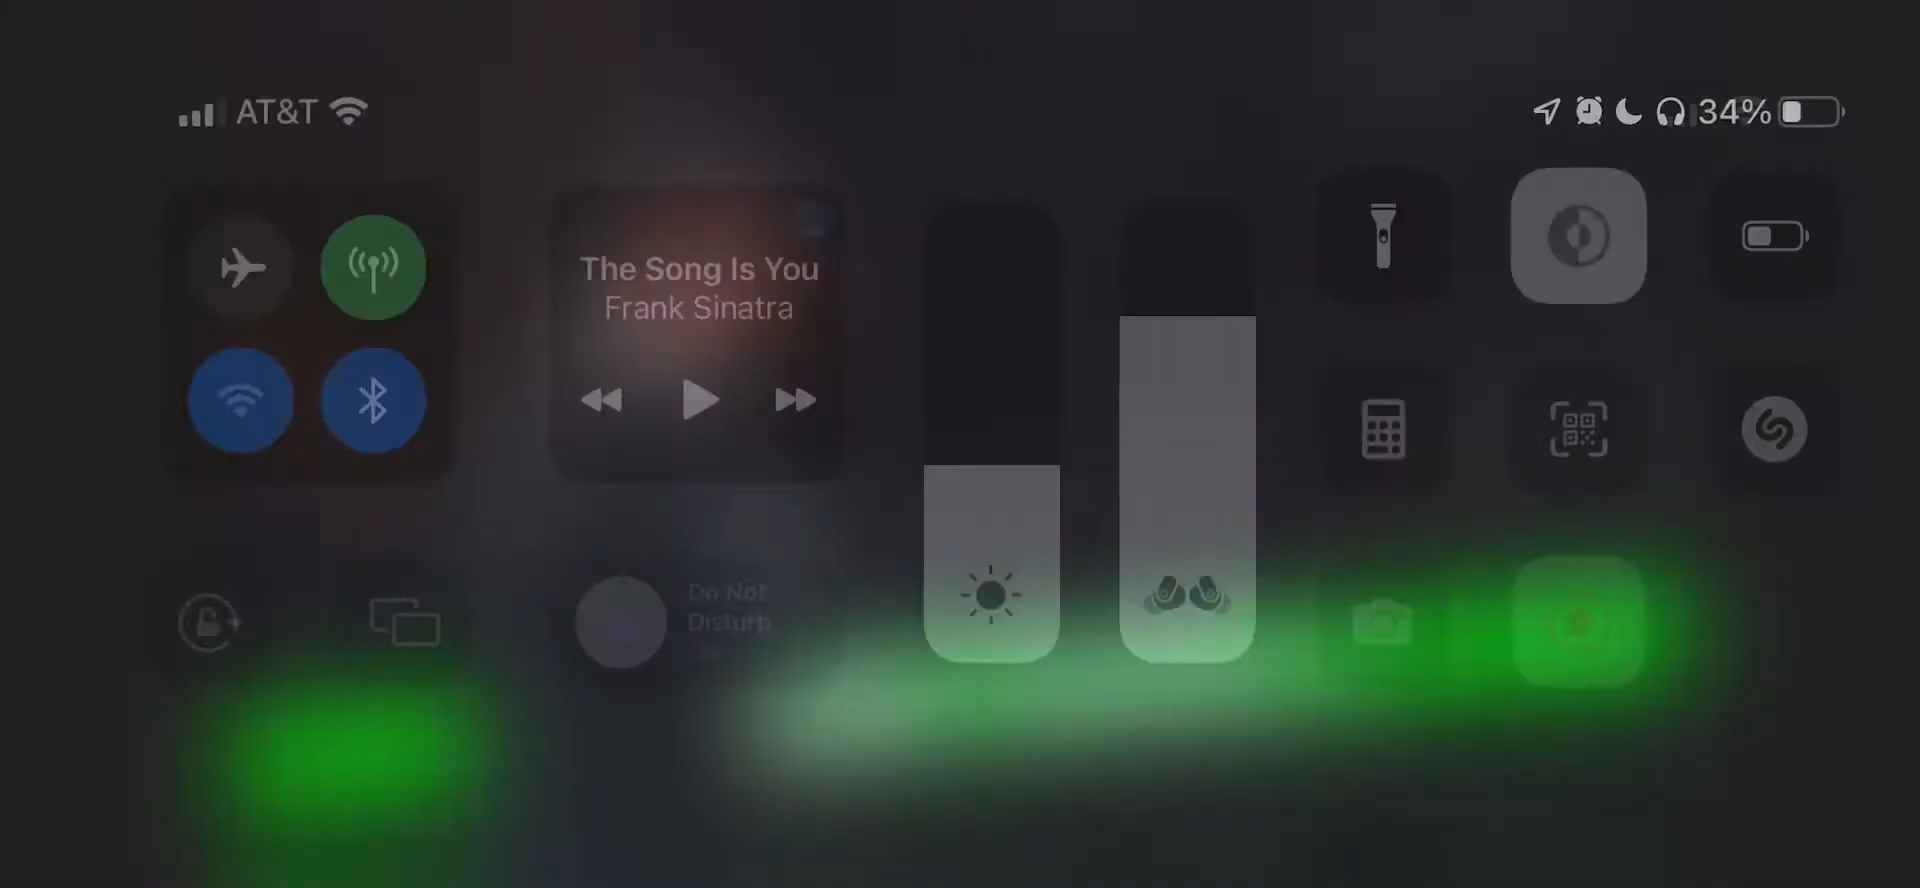 AT&T
34%
The Song Is You
Frank Sinatra
Do Not
Disturb